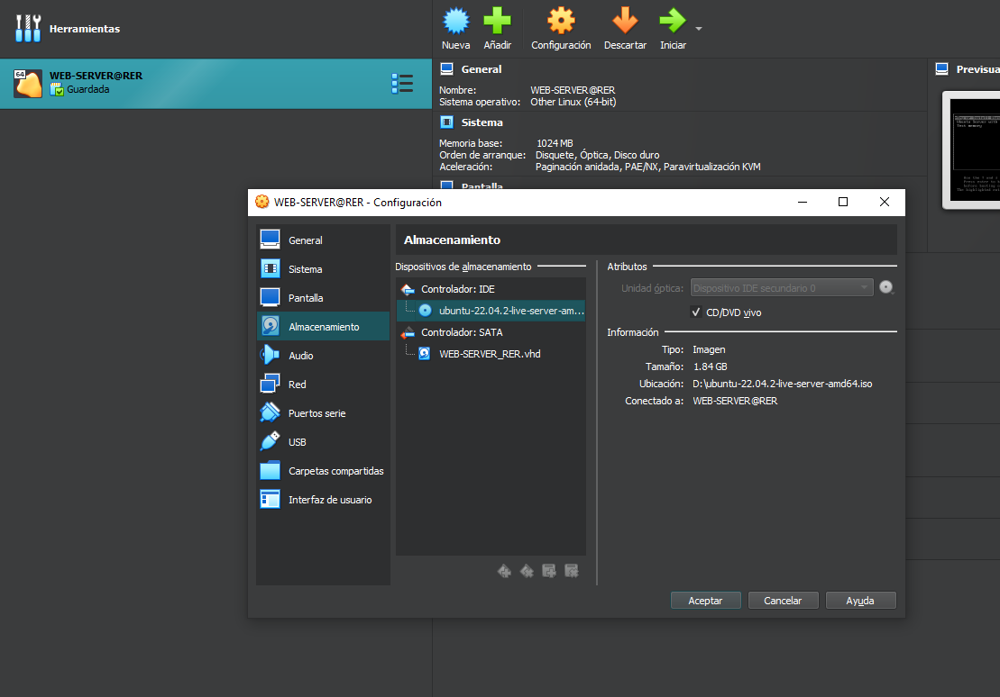 Herramientas
Nueva
Añadir
Configuración
Descartar
Iniciar
64
WEB-SERVER@RER
Guardada
General
Nombre: WEB-SERVER@RER
Sistema operativo: Other Linux (64-bit)
Sistema
Memoria base: 1024 MB
Orden de arranque: Disquete, Óptica, Disco duro
Aceleración: Paginación anidada, PAE/NX, Paravirtualización KVM
Pantalla
Previsua
WEB-SERVER@RER - Configuración
General
Sistema
Pantalla
Almacenamiento
Audio
Red
Puertos serie
USB
Carpetas compartidas
Interfaz de usuario
Almacenamiento
Dispositivos de almacenamiento
Controlador: IDE
ubuntu-22.04.2-live-server-am...
Controlador: SATA
WEB-SERVER_RER.vhd
Atributos
Unidad óptica: Dispositivo IDE secundario 0
CD/DVD vivo
Información
Tipo: Imagen
Tamaño: 1.84 GB
Ubicación: D:\ubuntu-22.04.2-live-server-amd64.iso
Conectado a: WEB-SERVER@RER
Aceptar
Cancelar
Ayuda